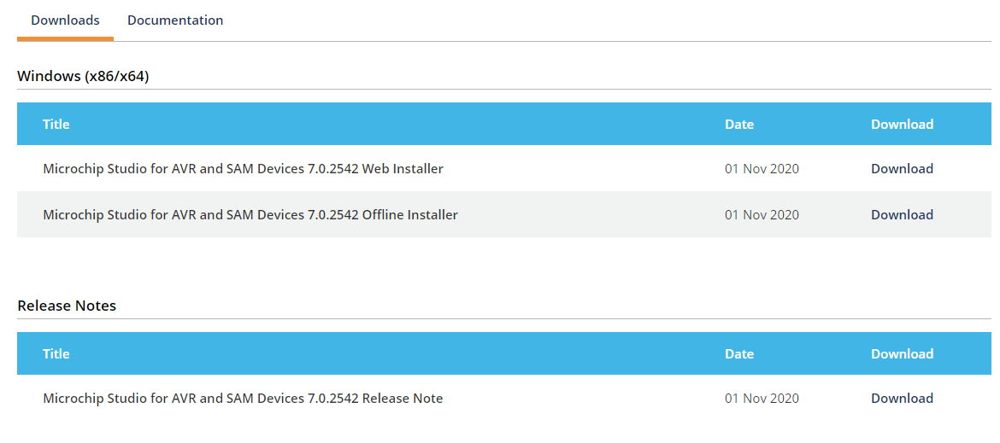 Downloads Documentation
Windows (x86/x64)
Title Date Download
Microchip Studio for AVR and SAM Devices 7.0.2542 Web Installer 01 Nov 2020 Download
Microchip Studio for AVR and SAM Devices 7.0.2542 Offline Installer 01 Nov 2020 Download
Release Notes
Title Date Download
Microchip Studio for AVR and SAM Devices 7.0.2542 Release Note 01 Nov 2020 Download